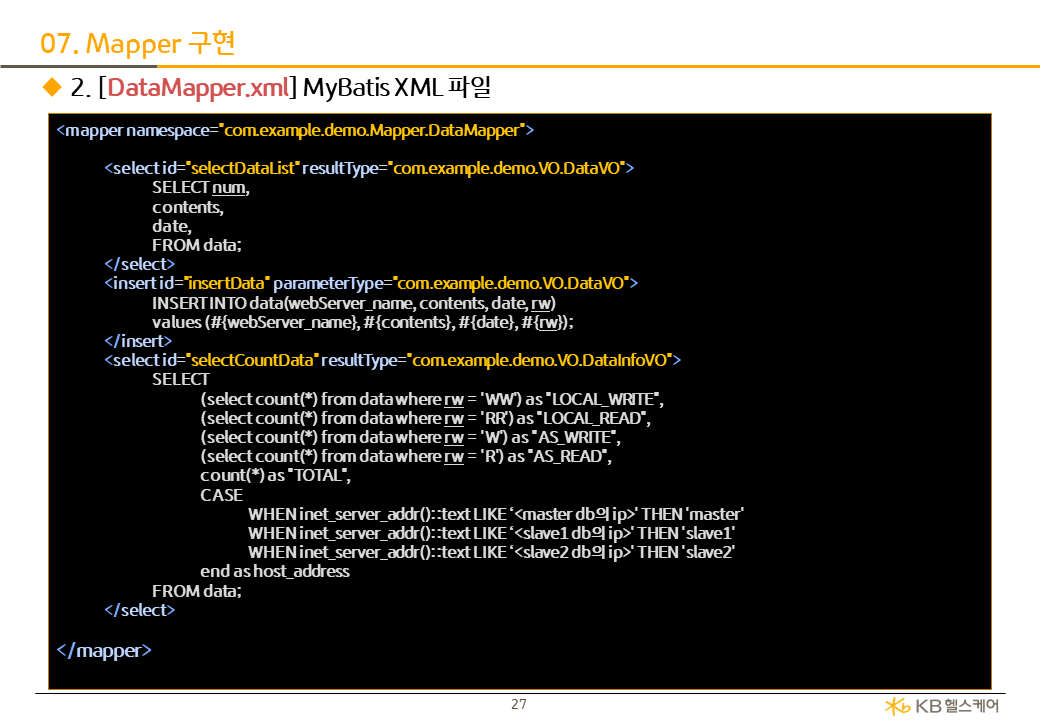 07. Mapper 구현
◆ 2. [DataMapper.xml] MyBatis XML 파일
<mapper namespace="com.example.demo.Mapper.DataMapper">
<select id="selectDataList" resultType="com.example.demo.VO.DataVO">
SELECT num,
contents,
date,
FROM data;
</select>
<insert id="insertData" parameterType="com.example.demo.VO.DataVO">
INSERT INTO data(webServer_name, contents, date, rw)
values (#{webServer_name}, #{contents}, #{date}, #{rw});
</insert>
<select id="selectCountData" resultType="com.example.demo.VO.DataInfoVO">
SELECT
(select count(*) from data where rw = 'WW') as "LOCAL_WRITE",
(select count(*) from data where rw = 'RR') as "LOCAL_READ",
(select count(*) from data where rw = 'W') as "AS_WRITE",
(select count(*) from data where rw = 'R') as "AS_READ",
count(*) as "TOTAL",
CASE
WHEN inet_server_addr()::text LIKE ‘<master db의 ip>' THEN 'master'
WHEN inet_server_addr()::text LIKE ‘<slave1 db의 ip>' THEN 'slave1'
WHEN inet_server_addr()::text LIKE ‘<slave2 db의 ip>' THEN 'slave2'
end as host_address
FROM data;
</select>
</mapper>
27
KB헬스케어